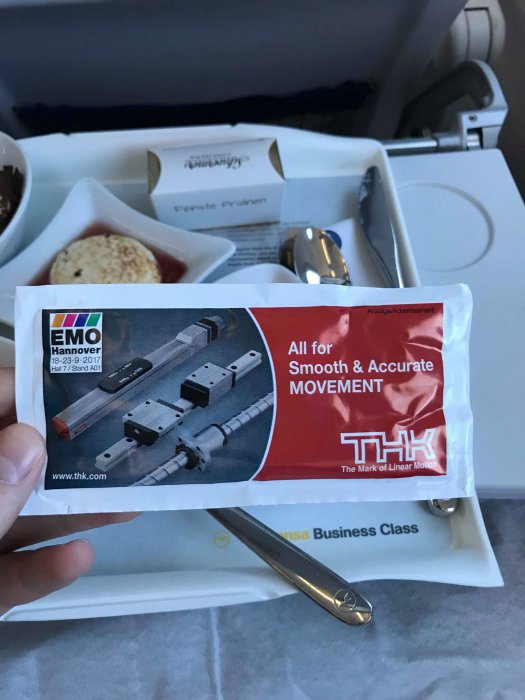 Feinste Pralinen
Anzeige/Advertisement
EMO
Hannover
18-23-9-2017
Hall 7 / Stand A01
All for
Smooth & Accurate
MOVEMENT
THK
The Mark of Linear Motion
www.thk.com
nsa Business Class